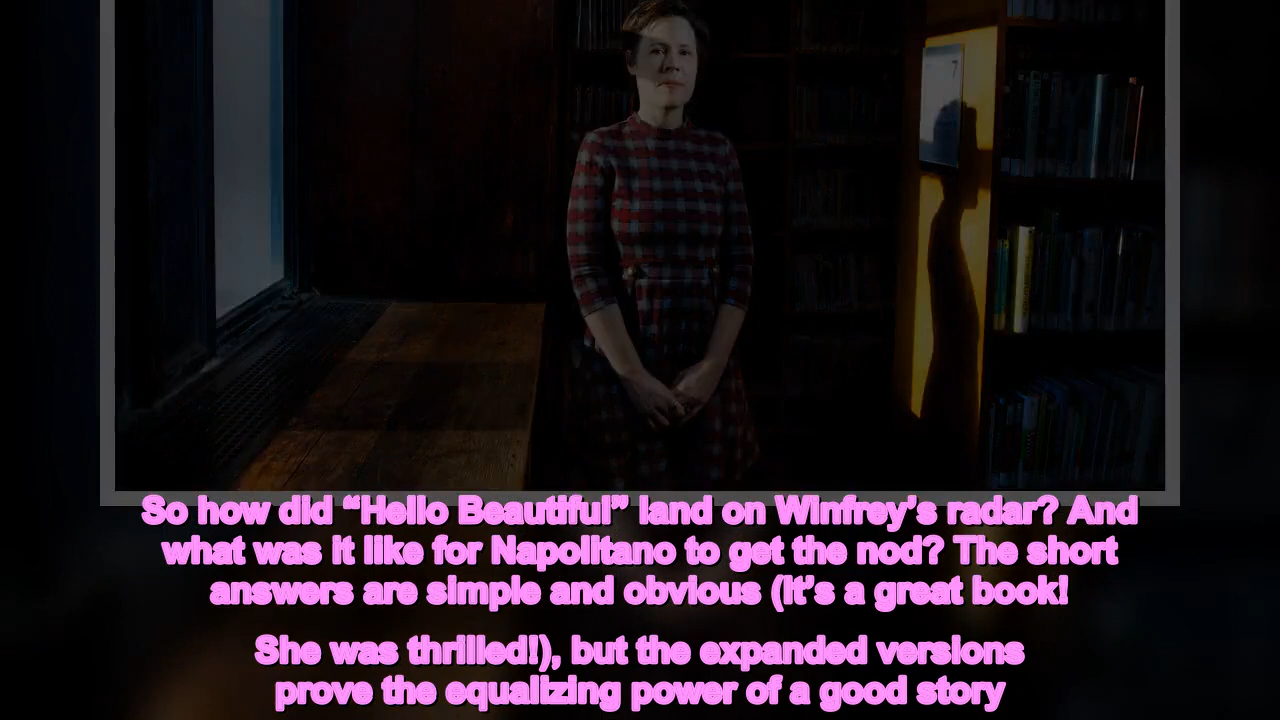 So how did “Hello Beautiful” land on Winfrey’s radar? And
what was it like for Napolitano to get the nod? The short
answers are simple and obvious (It’s a great book!
She was thrilled!), but the expanded versions
prove the equalizing power of a good story